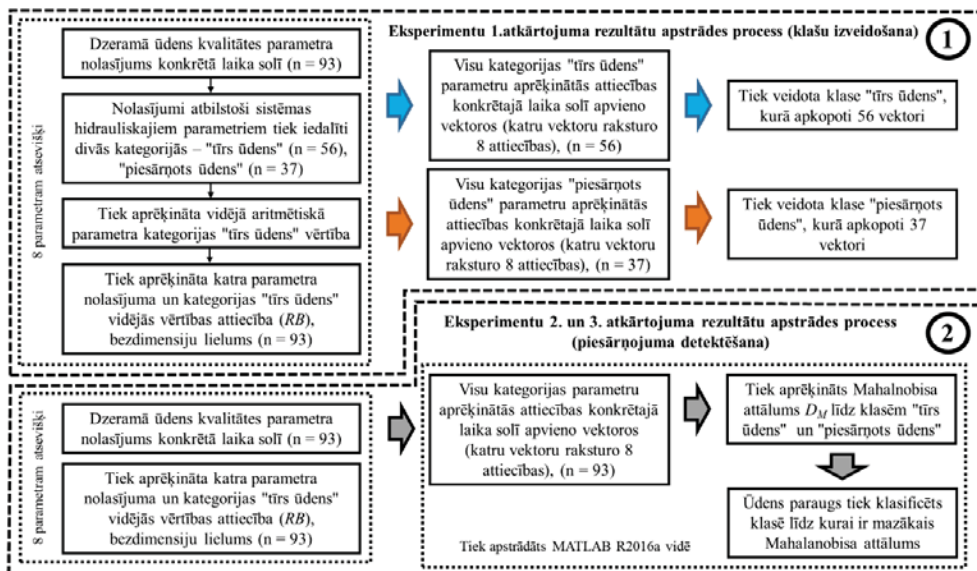 Eksperimentu 1.atkārtojuma rezultātu apstrādes process (klašu izveidošana)
1
8 parametram atsevišķi
Dzeramā ūdens kvalitātes parametra
nolasījums konkrētā laika solī (n = 93)
Nolasījumi atbilstoši sistēmas
hidrauliskajiem parametriem tiek iedalīti
divās kategorijās – "tīrs ūdens" (n = 56),
"piesārņots ūdens" (n = 37)
Tiek aprēķināta vidējā aritmētiskā
parametra kategorijas "tīrs ūdens" vērtība
Tiek aprēķināta katra parametra
nolasījuma un kategorijas "tīrs ūdens"
vidējās vērtības attiecība (RB),
bezdimensiju lielums (n = 93)
Visu kategorijas "tīrs ūdens"
parametru aprēķinātās attiecības
konkrētajā laika solī apvieno
vektoros (katru vektoru raksturo
8 attiecības), (n = 56)
Tiek veidota klase "tīrs ūdens",
kurā apkopoti 56 vektori
Visu kategorijas "piesārņots
ūdens" parametru aprēķinātās
attiecības konkrētajā laika solī
apvieno vektoros (katru vektoru
raksturo 8 attiecības), (n = 37)
Tiek veidota klase "piesārņots
ūdens", kurā apkopoti 37
vektori
Eksperimentu 2. un 3. atkārtojuma rezultātu apstrādes process
(piesārņojuma detektēšana)
2
8 parametram atsevišķi
Dzeramā ūdens kvalitātes parametra
nolasījums konkrētā laika solī (n = 93)
Tiek aprēķināta katra parametra
nolasījuma un kategorijas "tīrs ūdens"
vidējās vērtības attiecība (RB),
bezdimensiju lielums (n = 93)
Visu kategorijas parametru
aprēķinātās attiecības konkrētajā
laika solī apvieno vektoros
(katru vektoru raksturo 8
attiecības), (n = 93)
Tiek aprēķināts Mahalnobisa
attālums D_M līdz klasēm "tīrs
ūdens" un "piesārņots ūdens"
Ūdens paraugs tiek klasificēts
klasē līdz kurai ir mazākais
Mahalanobisa attālums
Tiek apstrādāts MATLAB R2016a vidē